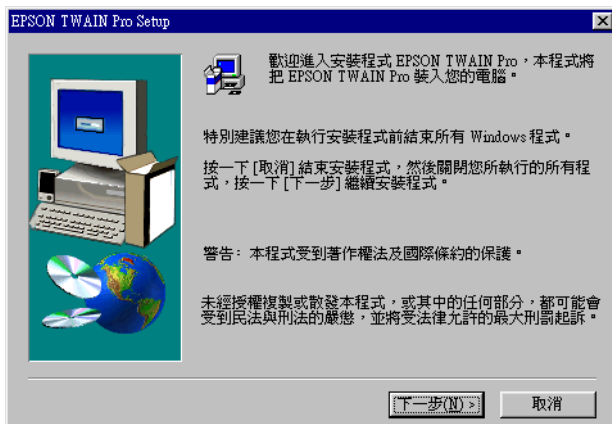 EPSON TWAIN Pro Setup
歡迎進入安裝程式 EPSON TWAIN Pro,本程式將
把 EPSON TWAIN Pro 裝入您的電腦。
特別建議您在執行安裝程式前結束所有 Windows 程式。
按一下 [取消] 結束安裝程式,然後關閉您所執行的所有程
式,按一下 [下一步] 繼續安裝程式。
警告: 本程式受到著作權法及國際條約的保護。
未經授權複製或散發本程式,或其中的任何部分,都可能會
受到民法與刑法的嚴懲,並將受法律允許的最大刑罰起訴。
下一步(N) >
取消